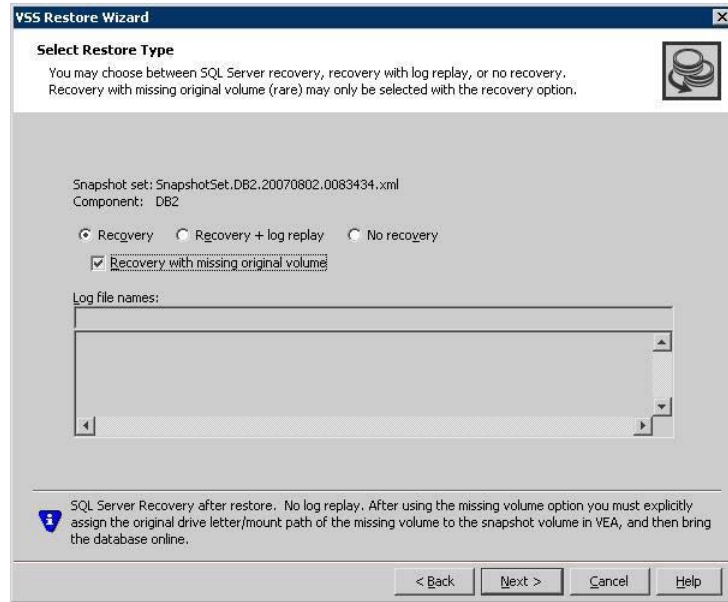 VSS Restore Wizard
Select Restore Type
You may choose between SQL Server recovery, recovery with log replay, or no recovery.
Recovery with missing original volume (rare) may only be selected with the recovery option.
Snapshot set: SnapshotSet.DB2.20070802.0083434.xml
Component: DB2
Recovery Recovery + log replay No recovery
Recovery with missing original volume
Log file names:
SQL Server Recovery after restore. No log replay. After using the missing volume option you must explicitly
assign the original drive letter/mount path of the missing volume to the snapshot volume in VEA, and then bring
the database online.
< Back Next > Cancel Help